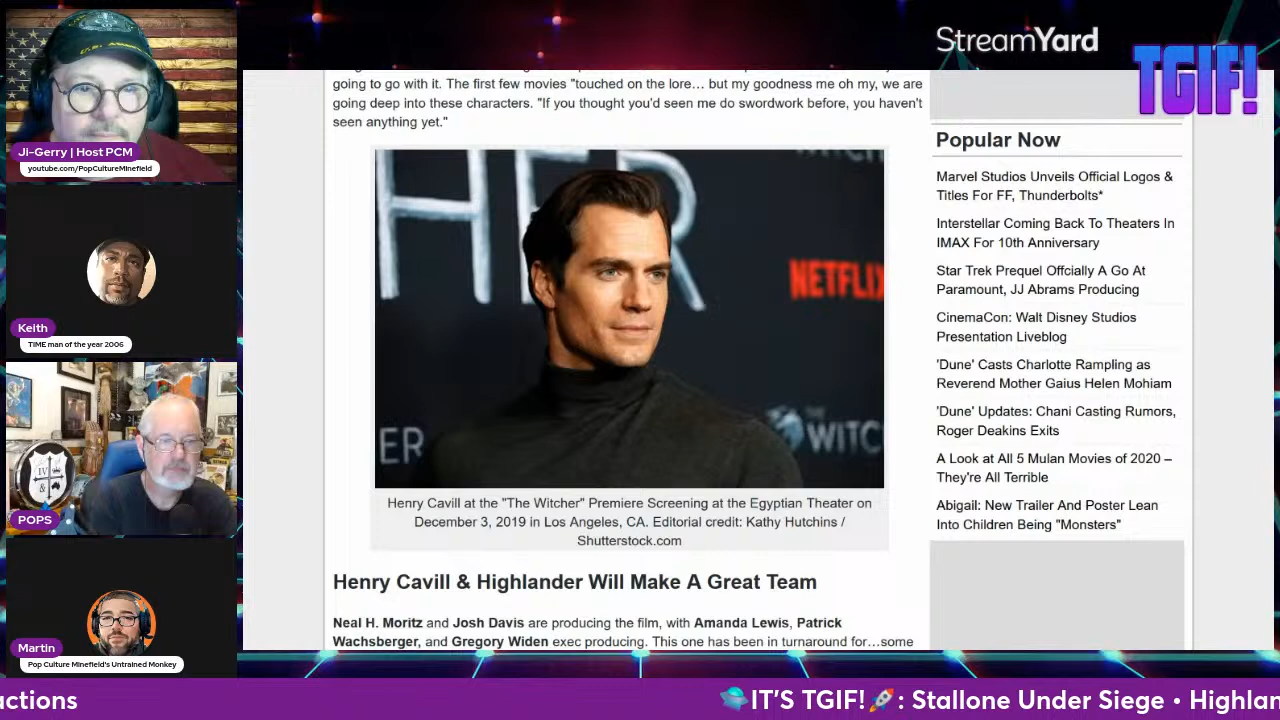 StreamYard
TGIF!
JI-Gerry | Host PCM
youtube.com/PopCultureMinefield
Keith
TIME man of the year 2006
POPS
IV
&
Martin
Pop Culture Minefield's Untrained Monkey
going to go with it. The first few movies "touched on the lore… but my goodness me oh my, we are
going deep into these characters. "If you thought you'd seen me do swordwork before, you haven't
seen anything yet."
HER
NETFLIX
ER
THE
WITCH
Henry Cavill at the "The Witcher" Premiere Screening at the Egyptian Theater on
December 3, 2019 in Los Angeles, CA. Editorial credit: Kathy Hutchins /
Shutterstock.com
Henry Cavill & Highlander Will Make A Great Team
Neal H. Moritz and Josh Davis are producing the film, with Amanda Lewis, Patrick
Wachsberger, and Gregory Widen exec producing. This one has been in turnaround for…some
Popular Now
Marvel Studios Unveils Official Logos &
Titles For FF, Thunderbolts*
Interstellar Coming Back To Theaters In
IMAX For 10th Anniversary
Star Trek Prequel Offcially A Go At
Paramount, JJ Abrams Producing
CinemaCon: Walt Disney Studios
Presentation Liveblog
'Dune' Casts Charlotte Rampling as
Reverend Mother Gaius Helen Mohiam
'Dune' Updates: Chani Casting Rumors,
Roger Deakins Exits
A Look at All 5 Mulan Movies of 2020 –
They're All Terrible
Abigail: New Trailer And Poster Lean
Into Children Being "Monsters"
actions
🛸IT'S TGIF!🚀: Stallone Under Siege • Highlan